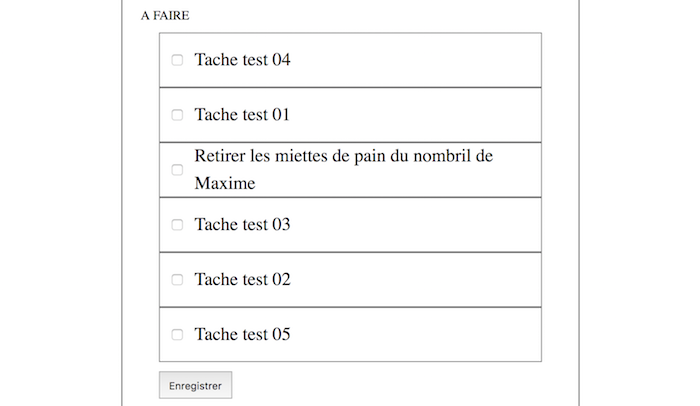 A FAIRE
Tache test 04
Tache test 01
Retirer les miettes de pain du nombril de
Maxime
Tache test 03
Tache test 02
Tache test 05
Enregistrer